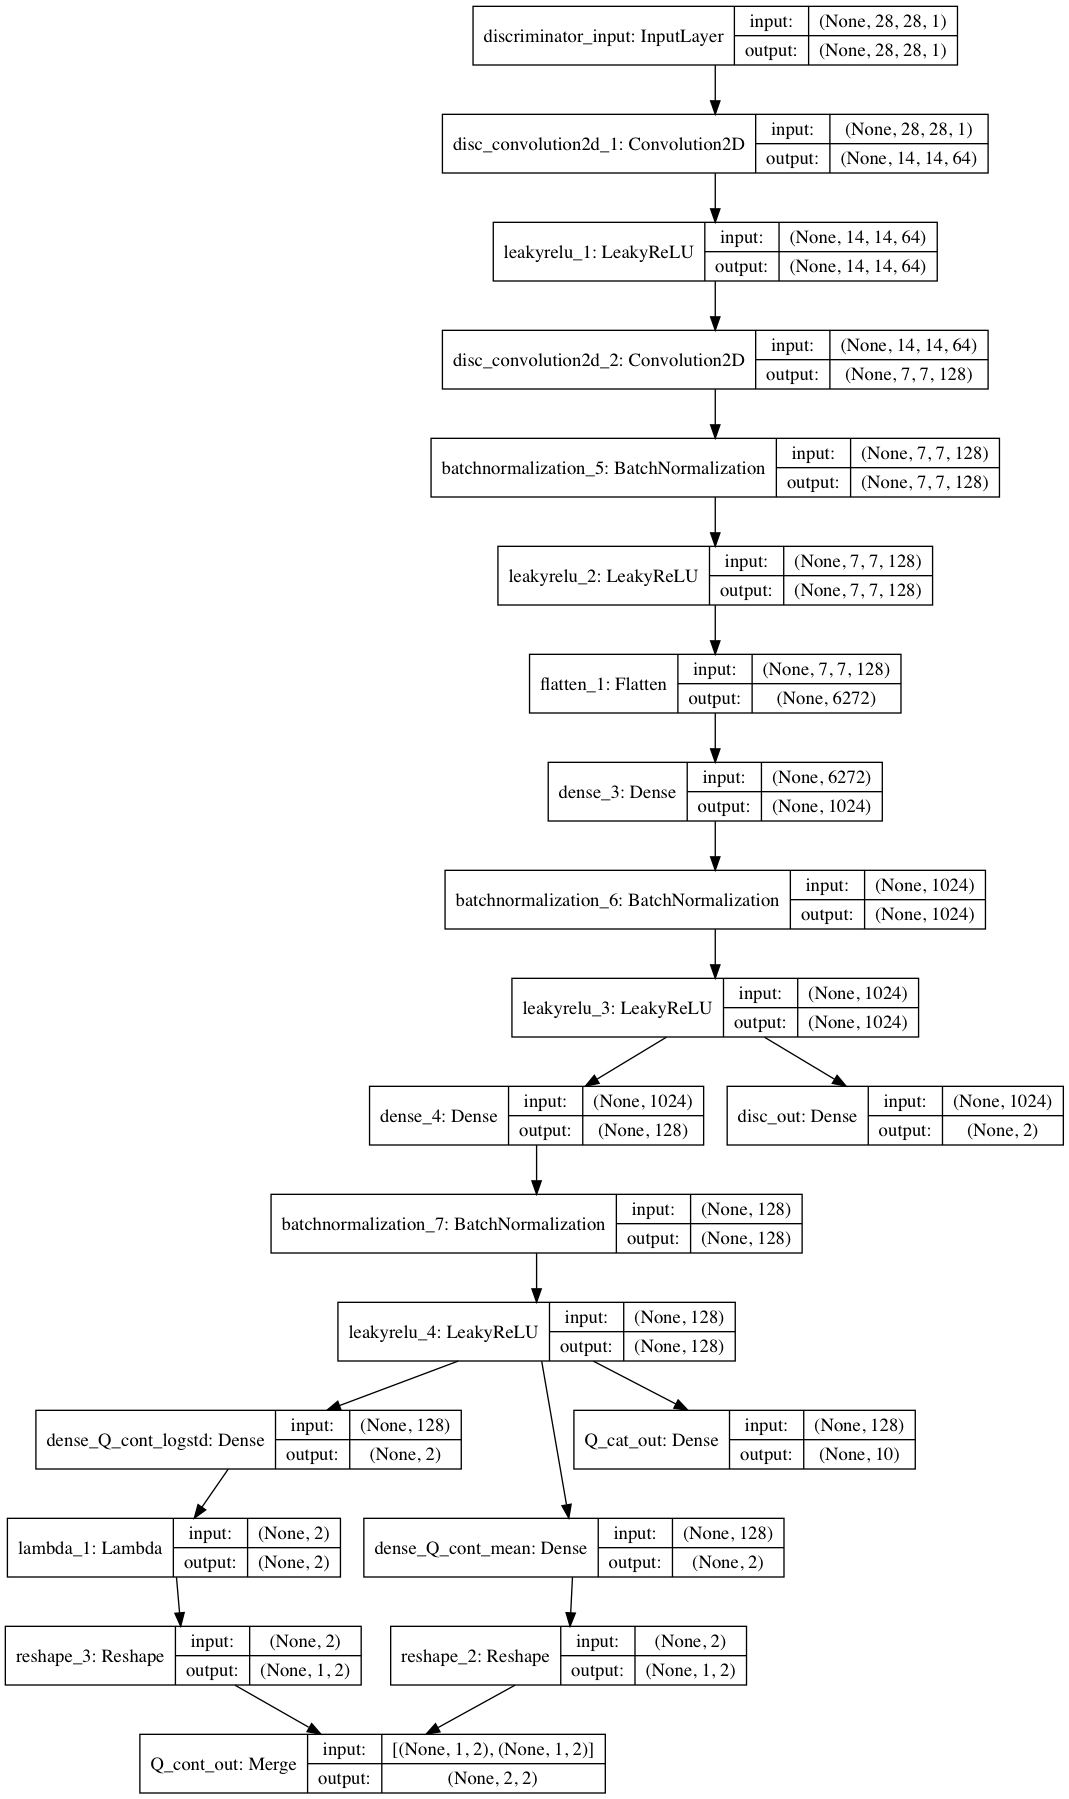 discriminator_input: InputLayer
input: (None, 28, 28, 1)
output: (None, 28, 28, 1)
disc_convolution2d_1: Convolution2D
input: (None, 28, 28, 1)
output: (None, 14, 14, 64)
leakyrelu_1: LeakyReLU
input: (None, 14, 14, 64)
output: (None, 14, 14, 64)
disc_convolution2d_2: Convolution2D
input: (None, 14, 14, 64)
output: (None, 7, 7, 128)
batchnormalization_5: BatchNormalization
input: (None, 7, 7, 128)
output: (None, 7, 7, 128)
leakyrelu_2: LeakyReLU
input: (None, 7, 7, 128)
output: (None, 7, 7, 128)
flatten_1: Flatten
input: (None, 7, 7, 128)
output: (None, 6272)
dense_3: Dense
input: (None, 6272)
output: (None, 1024)
batchnormalization_6: BatchNormalization
input: (None, 1024)
output: (None, 1024)
leakyrelu_3: LeakyReLU
input: (None, 1024)
output: (None, 1024)
dense_4: Dense
input: (None, 1024)
output: (None, 128)
disc_out: Dense
input: (None, 1024)
output: (None, 2)
batchnormalization_7: BatchNormalization
input: (None, 128)
output: (None, 128)
leakyrelu_4: LeakyReLU
input: (None, 128)
output: (None, 128)
dense_Q_cont_logstd: Dense
input: (None, 128)
output: (None, 2)
Q_cat_out: Dense
input: (None, 128)
output: (None, 10)
lambda_1: Lambda
input: (None, 2)
output: (None, 2)
dense_Q_cont_mean: Dense
input: (None, 128)
output: (None, 2)
reshape_3: Reshape
input: (None, 2)
output: (None, 1, 2)
reshape_2: Reshape
input: (None, 2)
output: (None, 1, 2)
Q_cont_out: Merge
input: [(None, 1, 2), (None, 1, 2)]
output: (None, 2, 2)